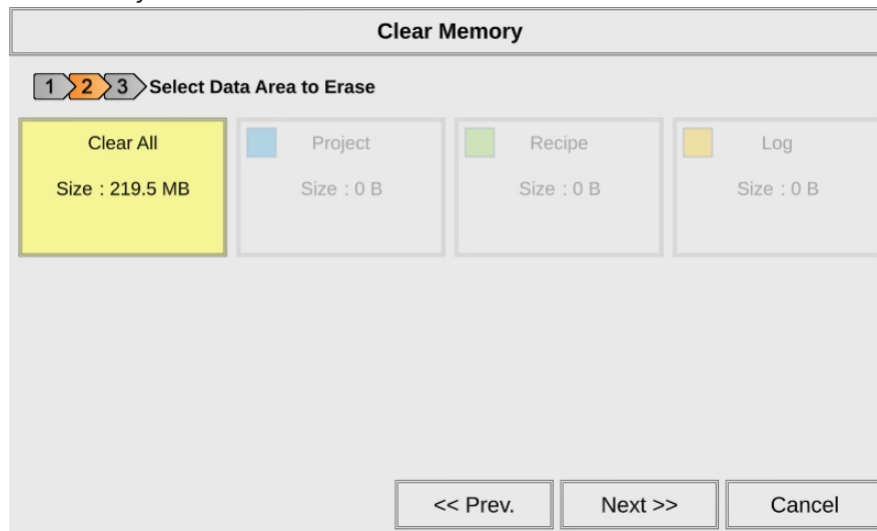 Clear Memory
1 2 3 Select Data Area to Erase
Clear All
Size : 219.5 MB
Project
Size : 0 B
Recipe
Size : 0 B
Log
Size : 0 B
<< Prev.
Next >>
Cancel